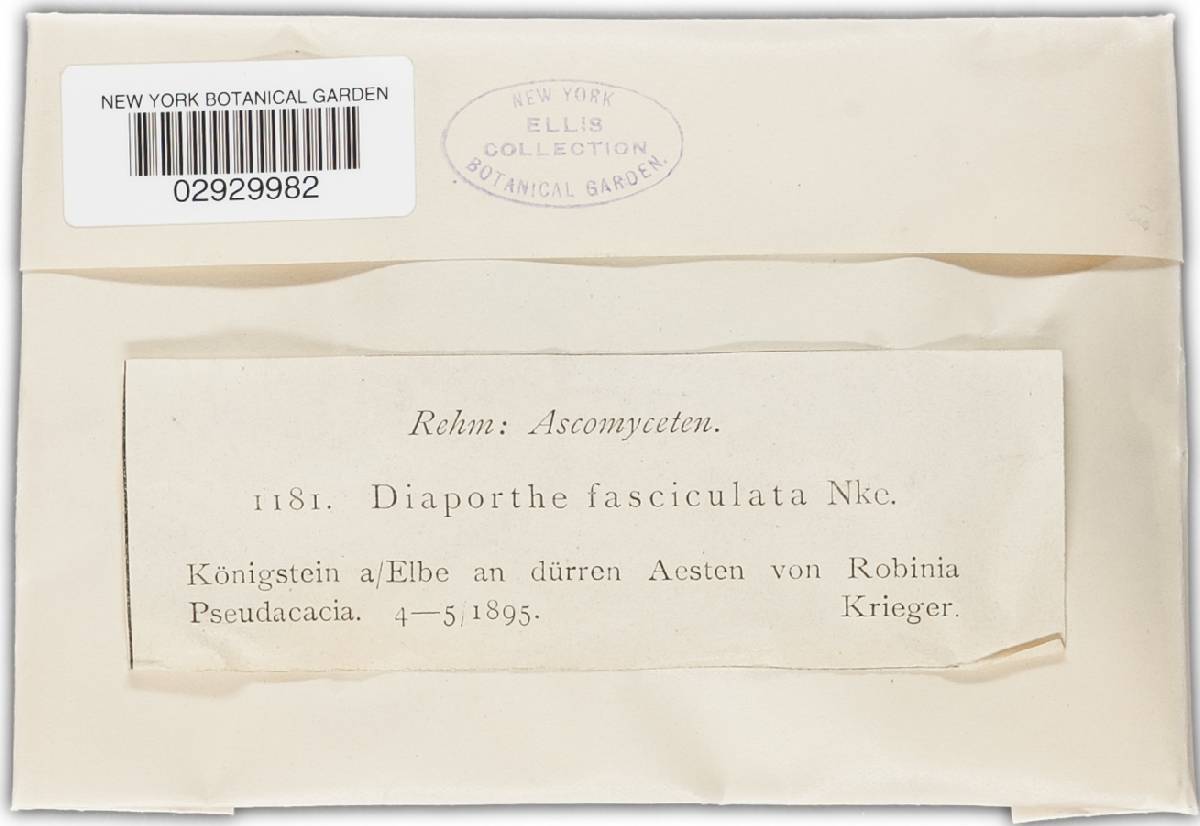 NEW YORK BOTANICAL GARDEN
02929982
NEW YORK
ELLIS
COLLECTION
BOTANICAL GARDEN.
Rehm: Ascomyceten.
1181. Diaporthe fasciculata Nke.
Königstein a/Elbe an dürren Aesten von Robinia
Pseudacacia. 4—5/1895. Krieger.